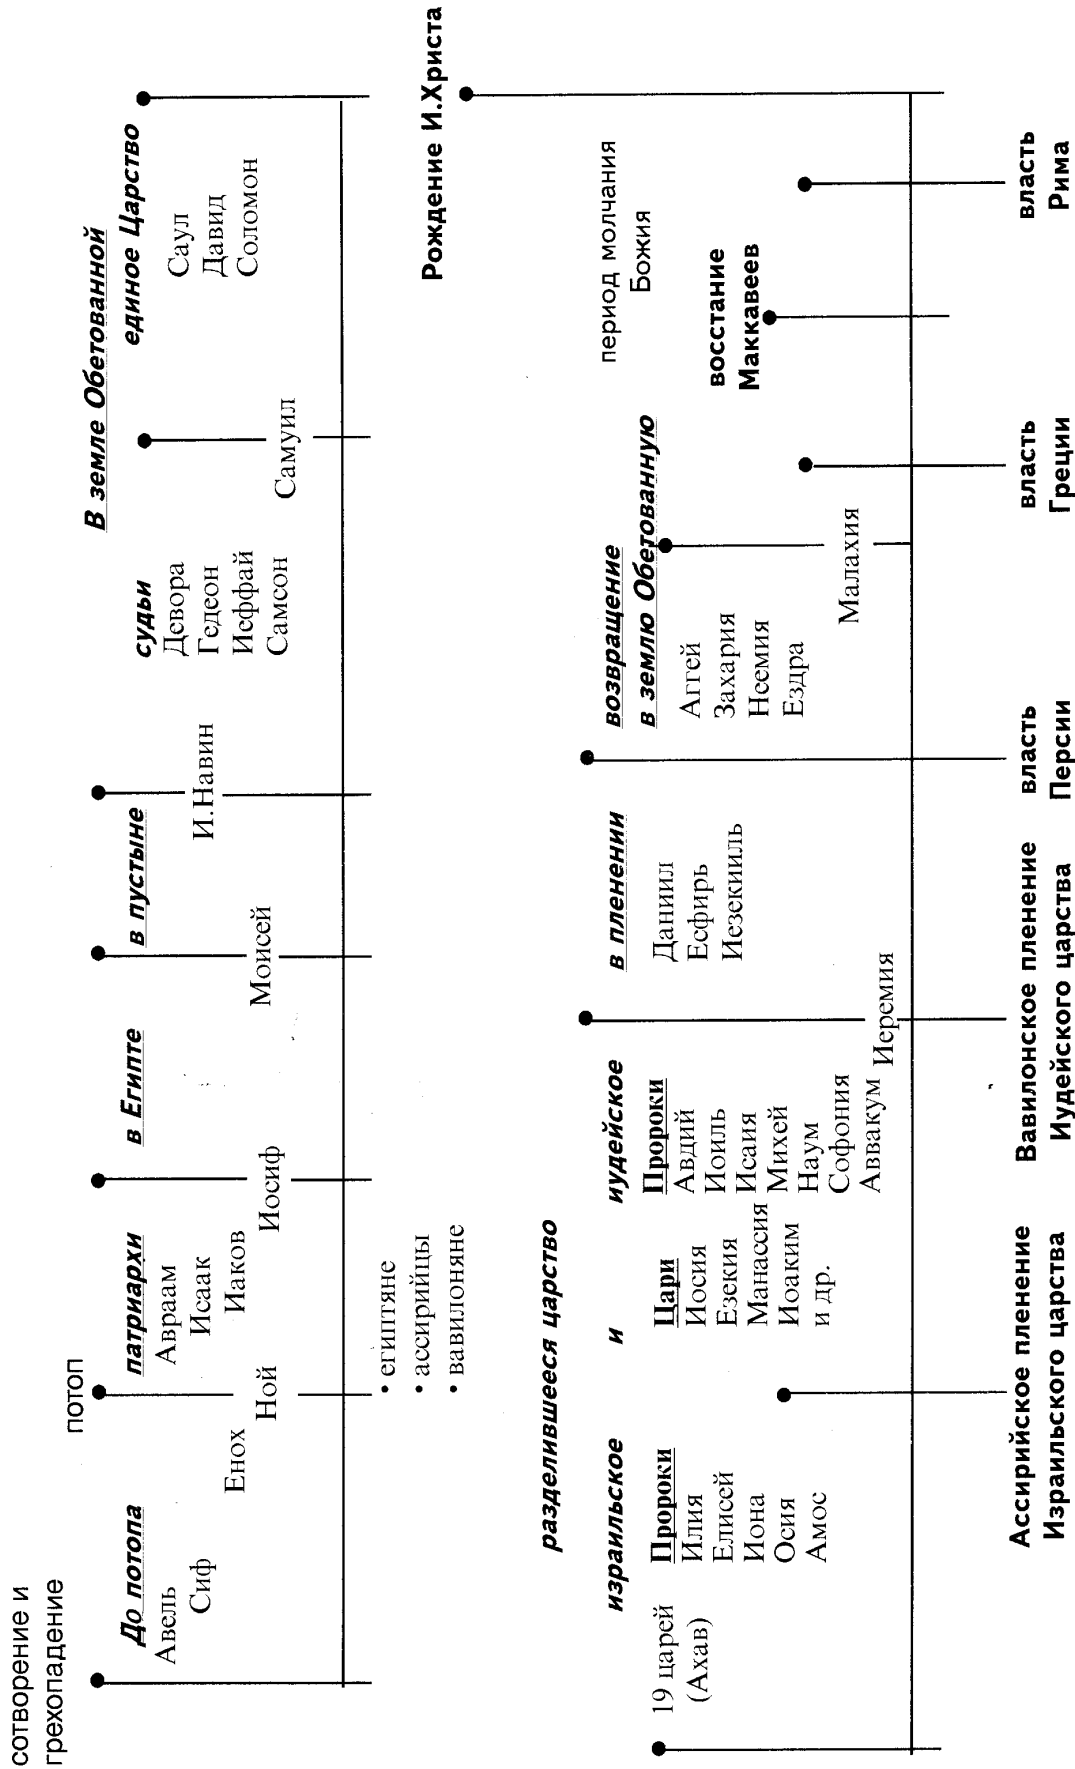 сотворение и
грехопадение
До потопа
Авель
Сиф
Енох
потоп
Ной
патриархи
Авраам
Исаак
Иаков
Иосиф
• египтяне
• ассирийцы
• вавилоняне
в Египте
Моисей
в пустыне
И.Навин
В земле Обетованной
судьи
Девора
Гедеон
Иеффай
Самсон
Самуил
единое Царство
Саул
Давид
Соломон
Рождение И.Христа
разделившееся царство
израильское
и
иудейское
19 царей
(Ахав)
Пророки
Илия
Елисей
Иона
Осия
Амос
Цари
Иосия
Езекия
Манассия
Иоаким
и др.
Пророки
Авдий
Иоиль
Исаия
Михей
Наум
Софония
Аввакум
Иеремия
в пленении
Даниил
Есфирь
Иезекииль
возвращение
в землю Обетованную
Аггей
Захария
Неемия
Ездра
Малахия
период молчания
Божия
восстание
Маккавеев
Ассирийское пленение
Израильского царства
Вавилонское пленение
Иудейского царства
власть
Персии
власть
Греции
власть
Рима